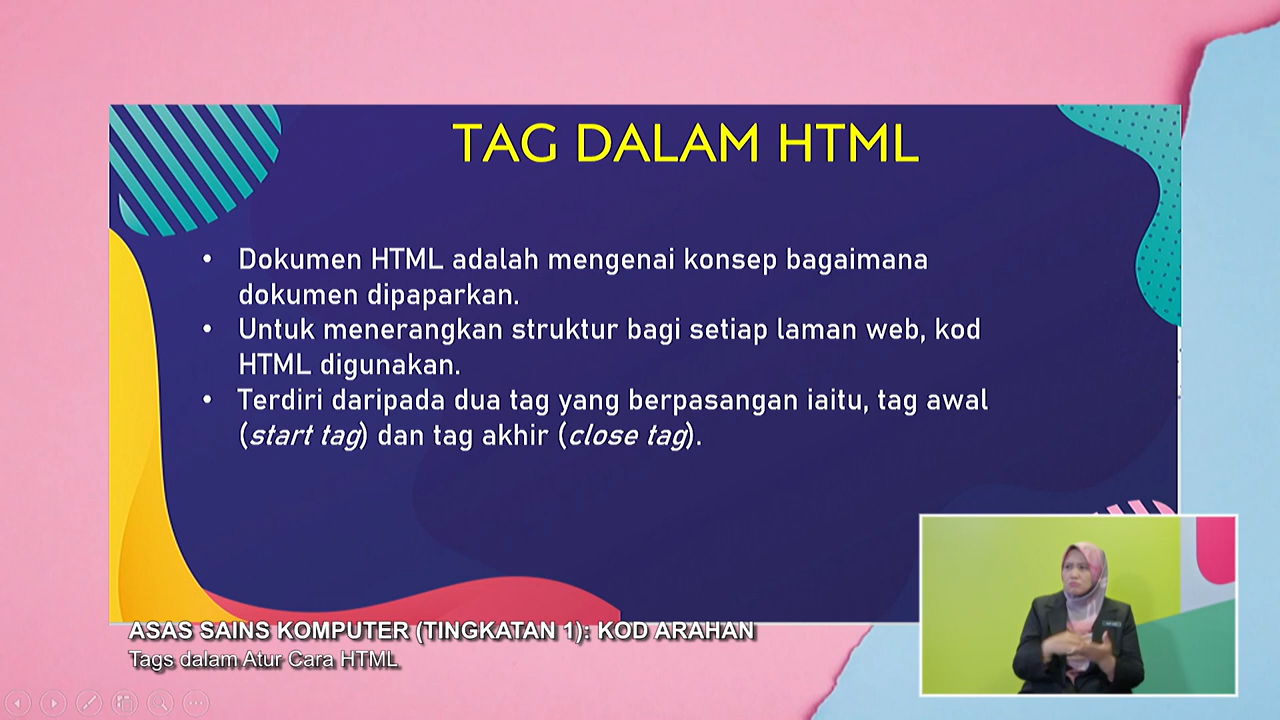 TAG DALAM HTML
• Dokumen HTML adalah mengenai konsep bagaimana
dokumen dipaparkan.
• Untuk menerangkan struktur bagi setiap laman web, kod
HTML digunakan.
• Terdiri daripada dua tag yang berpasangan iaitu, tag awal
(start tag) dan tag akhir (close tag).
ASAS SAINS KOMPUTER (TINGKATAN 1): KOD ARAHAN
Tags dalam Atur Cara HTML